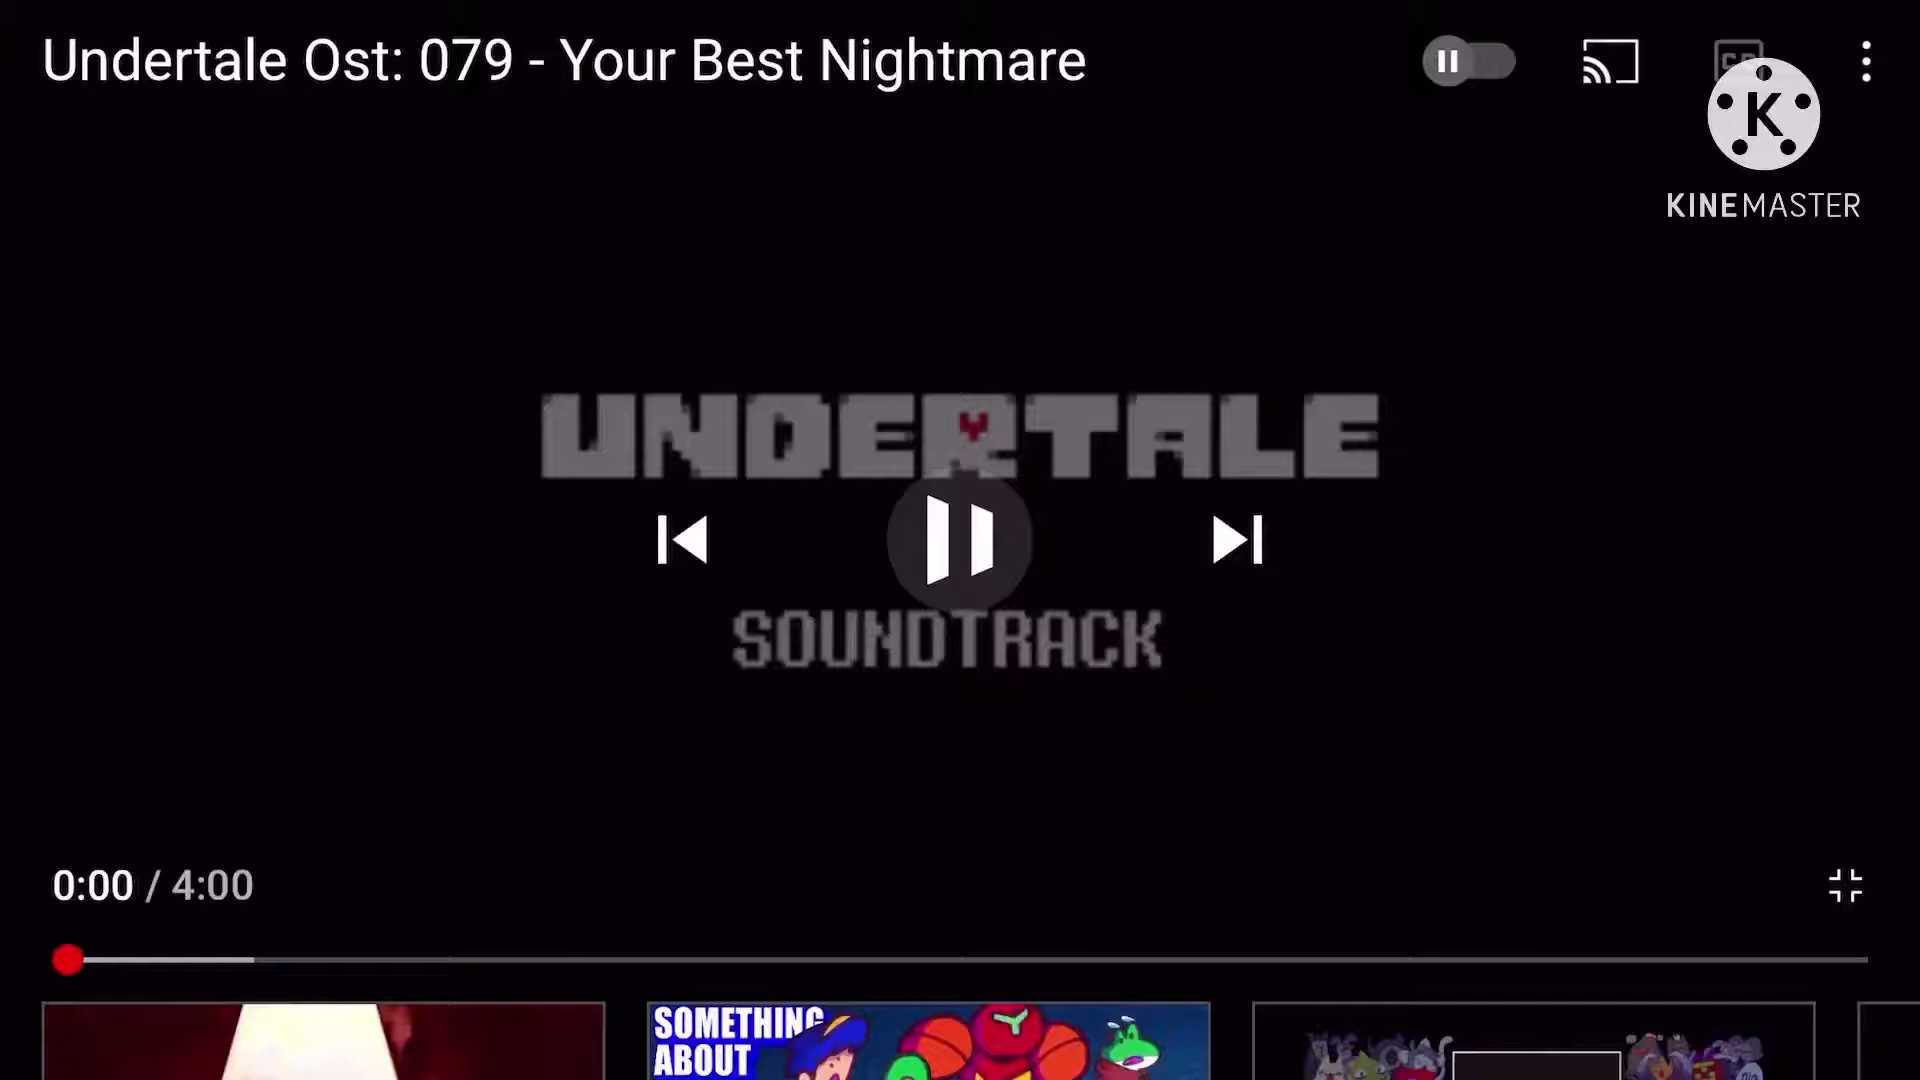 Undertale Ost: 079 - Your Best Nightmare
K
KINEMASTER
UNDERTALE
SOUNDTRACK
0:00 / 4:00
SOMETHING
ABOUT